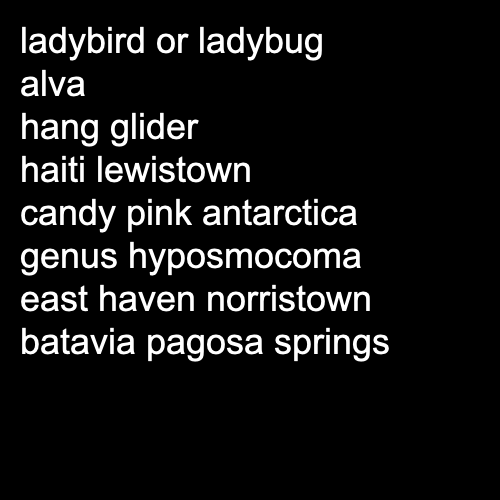 ladybird or ladybug
alva
hang glider
haiti lewistown
candy pink antarctica
genus hyposmocoma
east haven norristown
batavia pagosa springs